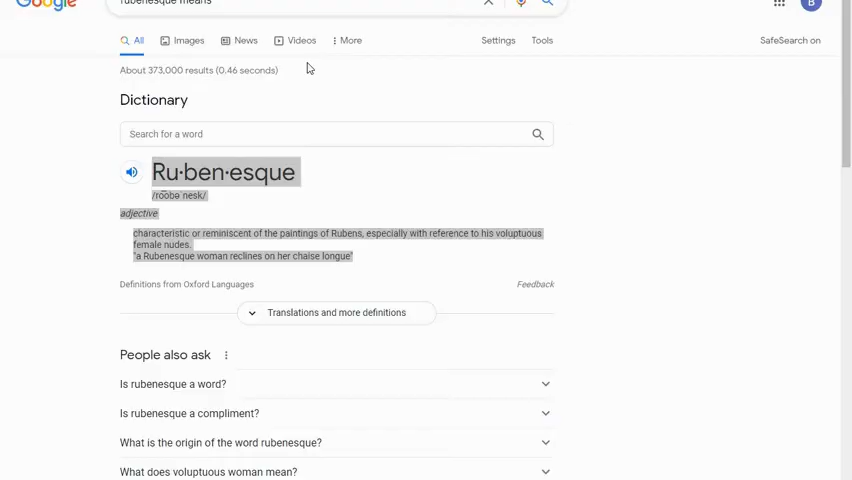 Google
rubenesque means
B
All Images News Videos More Settings Tools SafeSearch on
About 373,000 results (0.46 seconds)
Dictionary
Search for a word
Ru·ben·esque
/ˌro͞obəˈnesk/
adjective
characteristic or reminiscent of the paintings of Rubens, especially with reference to his voluptuous
female nudes.
"a Rubenesque woman reclines on her chaise longue"
Definitions from Oxford Languages Feedback
Translations and more definitions
People also ask
Is rubenesque a word?
Is rubenesque a compliment?
What is the origin of the word rubenesque?
What does voluptuous woman mean?